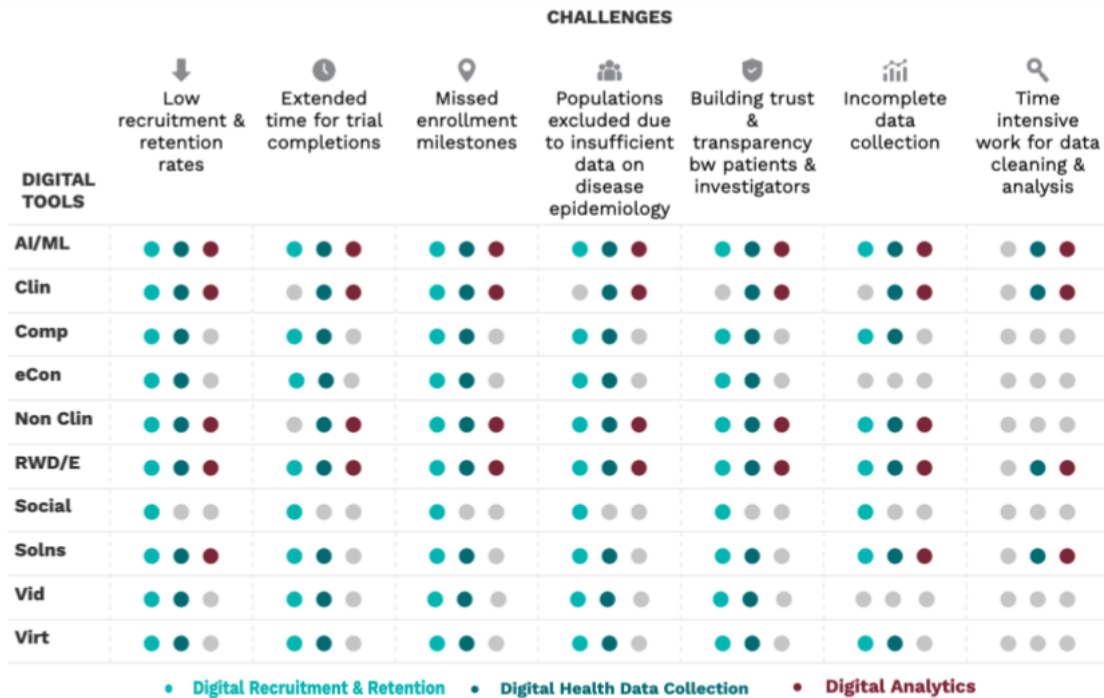 CHALLENGES
Low
recruitment &
retention
rates
Extended
time for trial
completions
Missed
enrollment
milestones
Populations
excluded due
to insufficient
data on
disease
epidemiology
Building trust
&
transparency
bw patients &
investigators
Incomplete
data
collection
Time
intensive
work for data
cleaning &
analysis
DIGITAL
TOOLS
AI/ML
Clin
Comp
eCon
Non Clin
RWD/E
Social
Solns
Vid
Virt
Digital Recruitment & Retention
Digital Health Data Collection
Digital Analytics